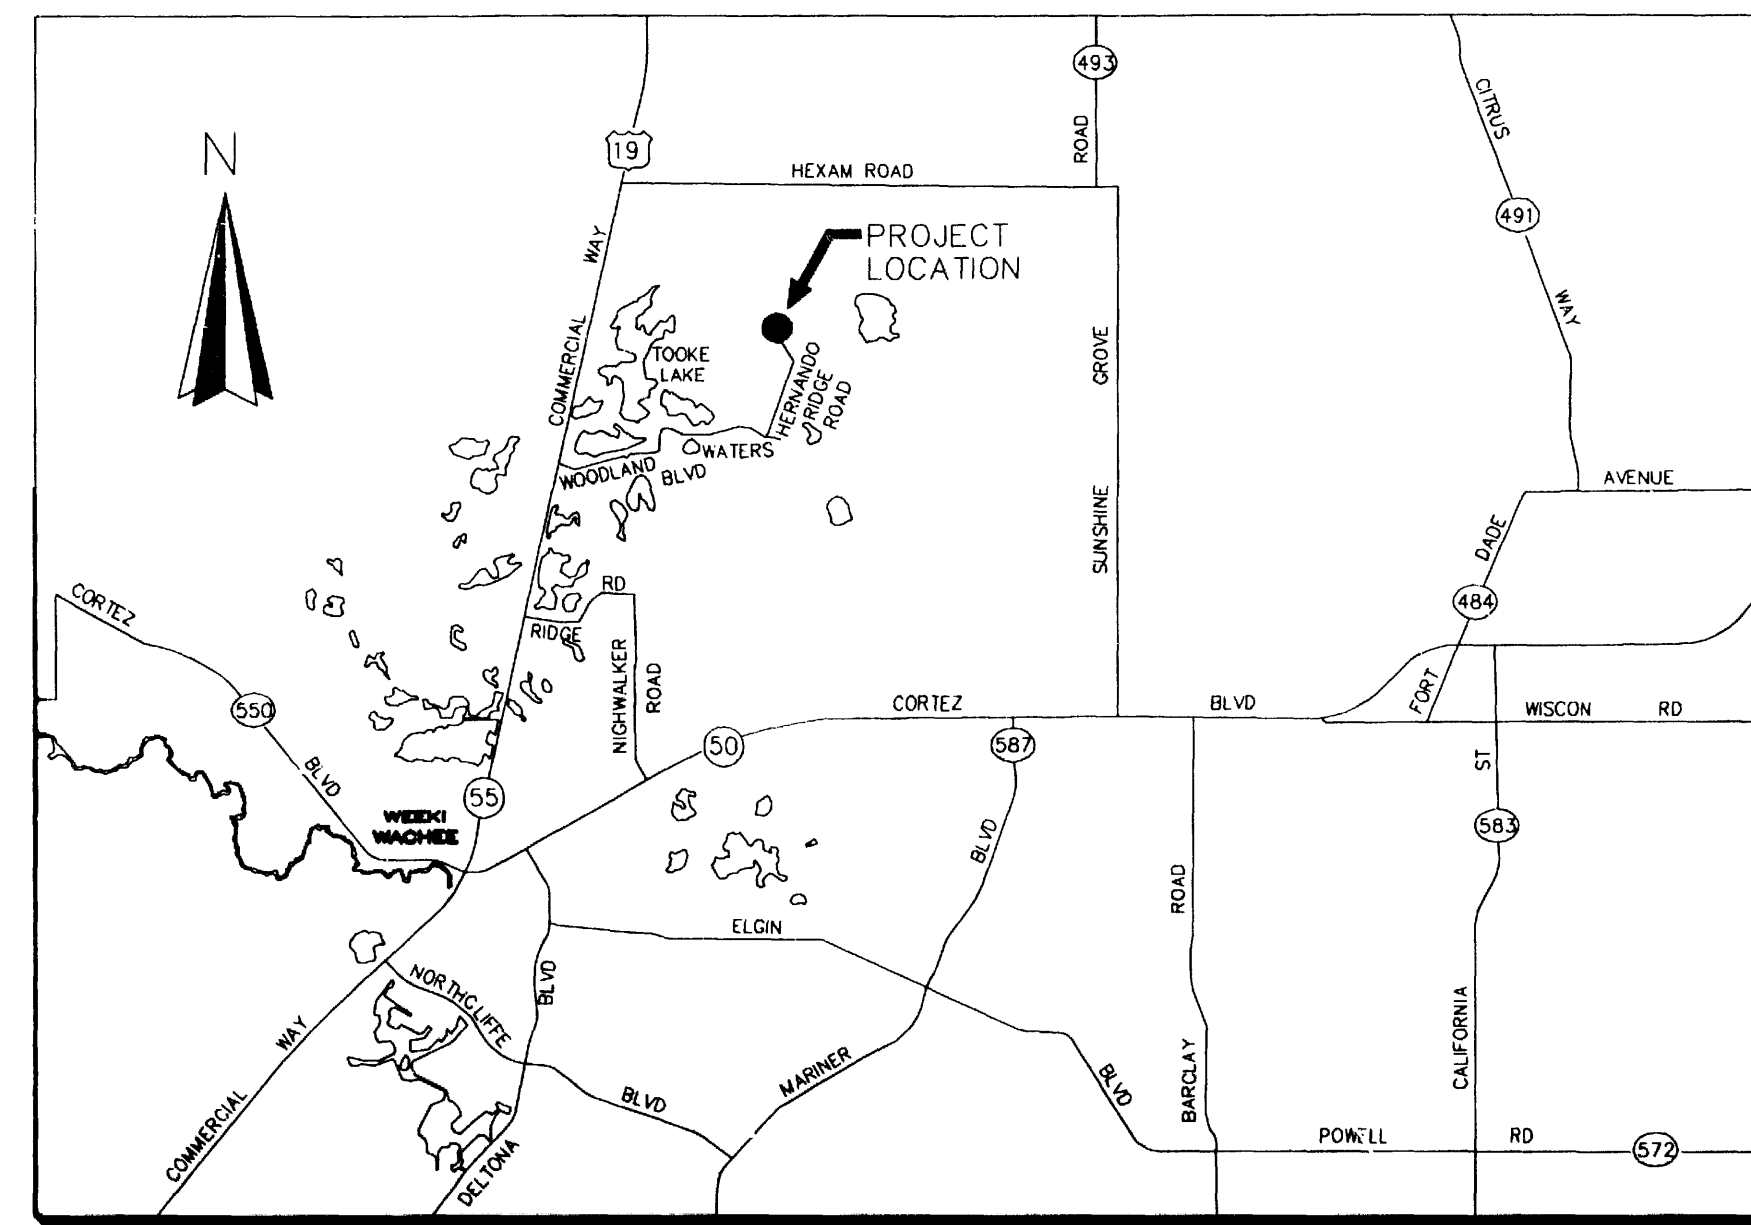 493
CITRUS
ROAD
N
19
HEXAM ROAD
491
WAY
PROJECT
LOCATION
WAY
COMMERCIAL
TOOKE
LAKE
HERNANDO
RIDGE
ROAD
GROVE
WATERS
WOODLAND
BLVD
AVENUE
SUNSHINE
DADE
CORTEZ
RD
484
RIDGE
NIGHWALKER
ROAD
FORT
550
CORTEZ
BLVD
WISCON
RD
50
587
ST
BLVD
55
WEEKI
WACHEE
583
BLVD
ROAD
ELGIN
NORTHCLIFFE
BLVD
WAY
CALIFORNIA
MARINER
BARCLAY
BLVD
BLVD
COMMERCIAL
POWELL
RD
572
DELTONA